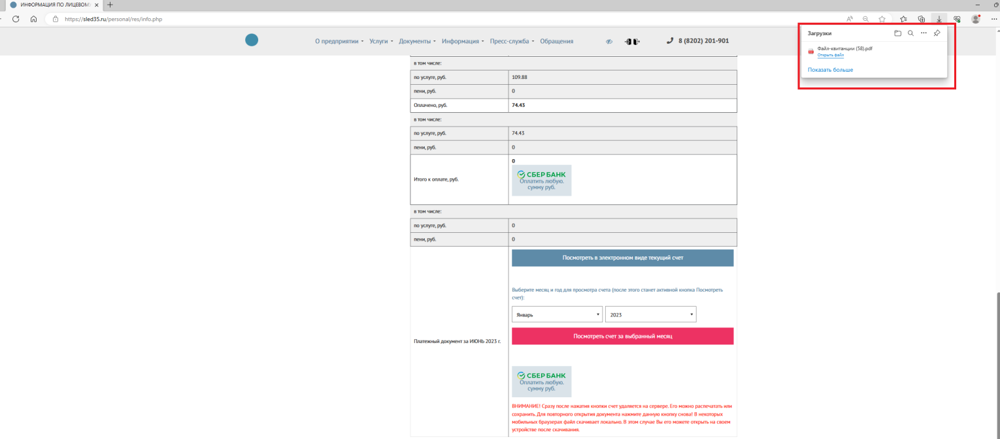 ИНФОРМАЦИЯ ПО ЛИЦЕВОМ
https://sled35.ru/personal/res/info.php
О предприятии
Услуги
Документы
Информация
Пресс-служба
Обращения
8 (8202) 201-901
Загрузки
Файл-квитанции (58).pdf
Открыть файл
Показать больше
в том числе:
по услуге, руб. 109.88
пени, руб. 0
Оплачено, руб. 74.43
в том числе:
по услуге, руб. 74.43
пени, руб. 0
Итого к оплате, руб. 0
СБЕР БАНК
Оплатить любую.
сумму руб.
в том числе:
по услуге, руб. 0
пени, руб. 0
Посмотреть в электронном виде текущий счет
Выберите месяц и год для просмотра счета (после этого станет активной кнопка Посмотреть
счет):
Январь 2023
Посмотреть счет за выбранный месяц
Платежный документ за ИЮНЬ 2023 г.
СБЕР БАНК
Оплатить любую.
сумму руб.
ВНИМАНИЕ! Сразу после нажатия кнопки счет удаляется на сервере. Его можно распечатать или
сохранить. Для повторного открытия документа нажмите данную кнопку снова! В некоторых
мобильных браузерах файл скачивает локально. В этом случае Вы его можете открыть на своем
устройстве после скачивания.